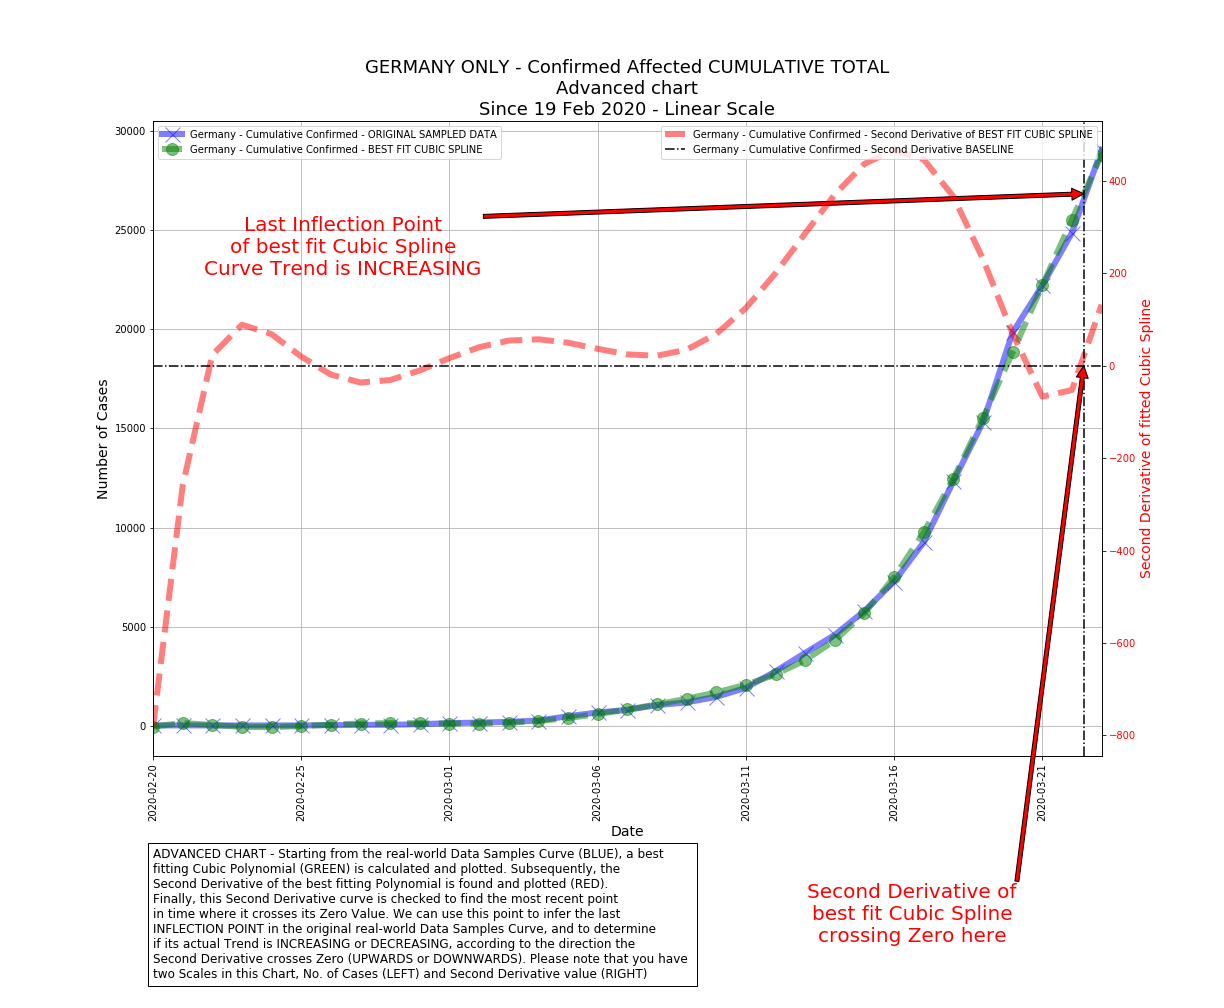 GERMANY ONLY - Confirmed Affected CUMULATIVE TOTAL
Advanced chart
Since 19 Feb 2020 - Linear Scale
Germany - Cumulative Confirmed - ORIGINAL SAMPLED DATA
Germany - Cumulative Confirmed - BEST FIT CUBIC SPLINE
Germany - Cumulative Confirmed - Second Derivative of BEST FIT CUBIC SPLINE
Germany - Cumulative Confirmed - Second Derivative BASELINE
Last Inflection Point
of best fit Cubic Spline
Curve Trend is INCREASING
Number of Cases
30000
25000
20000
15000
10000
5000
0
400
200
0
−200
−400
−600
−800
Second Derivative of fitted Cubic Spline
2020-02-20
2020-02-25
2020-03-01
2020-03-06
2020-03-11
2020-03-16
2020-03-21
Date
ADVANCED CHART - Starting from the real-world Data Samples Curve (BLUE), a best
fitting Cubic Polynomial (GREEN) is calculated and plotted. Subsequently, the
Second Derivative of the best fitting Polynomial is found and plotted (RED).
Finally, this Second Derivative curve is checked to find the most recent point
in time where it crosses its Zero Value. We can use this point to infer the last
INFLECTION POINT in the original real-world Data Samples Curve, and to determine
if its actual Trend is INCREASING or DECREASING, according to the direction the
Second Derivative crosses Zero (UPWARDS or DOWNWARDS). Please note that you have
two Scales in this Chart, No. of Cases (LEFT) and Second Derivative value (RIGHT)
Second Derivative of
best fit Cubic Spline
crossing Zero here